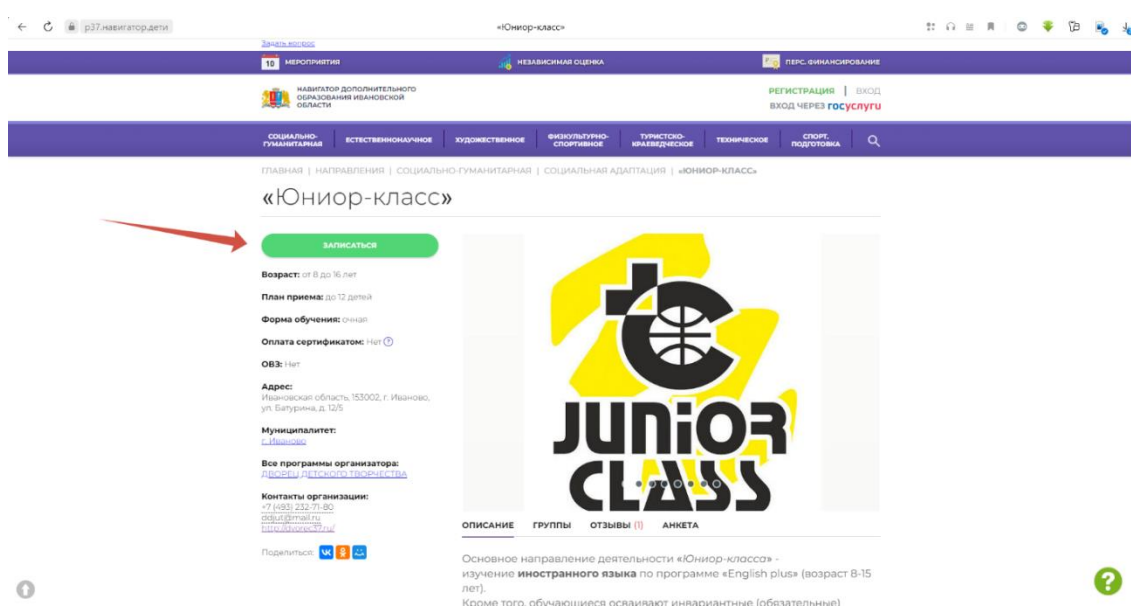 р37.навигатор.дети
«Юниор-класс»
Задать вопрос
10 МЕРОПРИЯТИЯ
НЕЗАВИСИМАЯ ОЦЕНКА
ПЕРС. ФИНАНСИРОВАНИЕ
НАВИГАТОР ДОПОЛНИТЕЛЬНОГО
ОБРАЗОВАНИЯ ИВАНОВСКОЙ
ОБЛАСТИ
РЕГИСТРАЦИЯ | ВХОД
ВХОД ЧЕРЕЗ госуслуги
СОЦИАЛЬНО-
ГУМАНИТАРНАЯ
ЕСТЕСТВЕННОНАУЧНОЕ
ХУДОЖЕСТВЕННОЕ
ФИЗКУЛЬТУРНО-
СПОРТИВНОЕ
ТУРИСТСКО-
КРАЕВЕДЧЕСКОЕ
ТЕХНИЧЕСКОЕ
СПОРТ.
ПОДГОТОВКА
ГЛАВНАЯ | НАПРАВЛЕНИЯ | СОЦИАЛЬНО-ГУМАНИТАРНАЯ | СОЦИАЛЬНАЯ АДАПТАЦИЯ | «ЮНИОР-КЛАСС»
«Юниор-класс»
ЗАПИСАТЬСЯ
Возраст: от 8 до 16 лет
План приема: до 12 детей
Форма обучения: очная
Оплата сертификатом: Нет ?
ОВЗ: Нет
Адрес:
Ивановская область, 153002, г. Иваново,
ул. Батурина, д. 12/5
Муниципалитет:
г. Иваново
Все программы организатора:
ДВОРЕЦ ДЕТСКОГО ТВОРЧЕСТВА
Контакты организации:
+7 (493) 232-71-80
ddjut@mail.ru
http://dvorec37.ru/
Поделиться:
JUNiOR
CLASS
ОПИСАНИЕ ГРУППЫ ОТЗЫВЫ (1) АНКЕТА
Основное направление деятельности «Юниор-класса» -
изучение иностранного языка по программе «English plus» (возраст 8-15
лет).
Кроме того, обучающиеся осваивают инвариантные (обязательные)